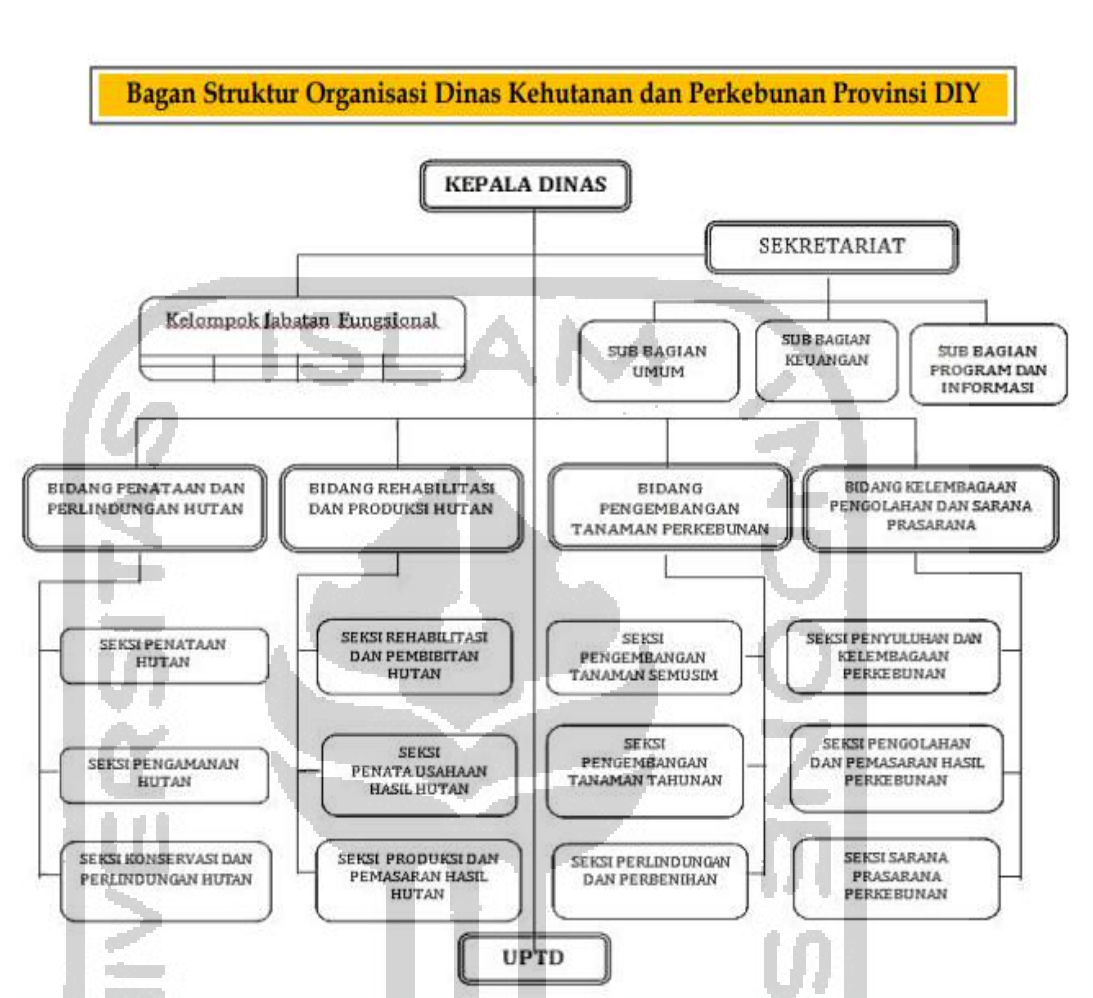 Bagan Struktur Organisasi Dinas Kehutanan dan Perkebunan Provinsi DIY
KEPALA DINAS
SEKRETARIAT
Kelompok Jabatan Fungsional
SUB BAGIAN
UMUM
SUB BAGIAN
KEUANGAN
SUB BAGIAN
PROGRAM DAN
INFORMASI
BIDANG PENATAAN DAN
PERLINDUNGAN HUTAN
BIDANG REHABILITASI
DAN PRODUKSI HUTAN
BIDANG
PENGEMBANGAN
TANAMAN PERKEBUNAN
BIDANG KELEMBAGAAN
PENGOLAHAN DAN SARANA
PRASARANA
SEKSI PENATAAN
HUTAN
SEKSI REHABILITASI
DAN PEMBIBITAN
HUTAN
SEKSI
PENGEMBANGAN
TANAMAN SEMUSIM
SEKSI PENYULUHAN DAN
KELEMBAGAAN
PERKEBUNAN
SEKSI PENGAMANAN
HUTAN
SEKSI
PENATA USAHAAN
HASIL HUTAN
SEKSI
PENGEMBANGAN
TANAMAN TAHUNAN
SEKSI PENGOLAHAN
DAN PEMASARAN HASIL
PERKEBUNAN
SEKSI KONSERVASI DAN
PERLINDUNGAN HUTAN
SEKSI PRODUKSI DAN
PEMASARAN HASIL
HUTAN
SEKSI PERLINDUNGAN
DAN PERBENIHAN
SEKSI SARANA
PRASARANA
PERKEBUNAN
UPTD
ISLAM